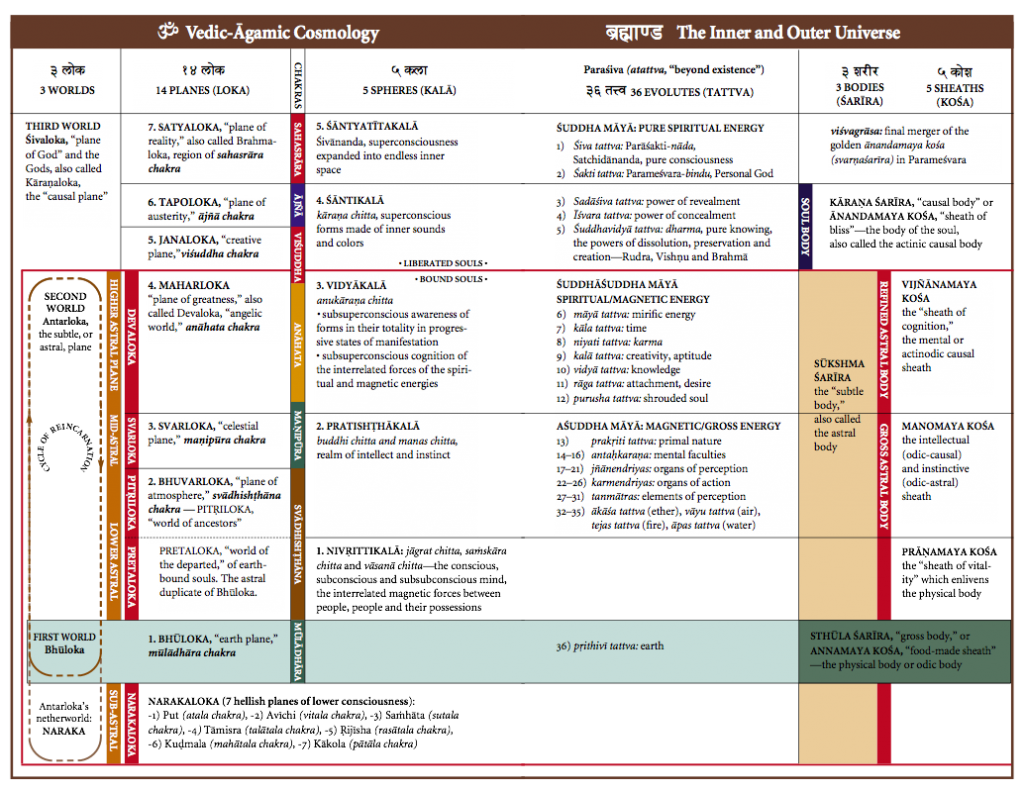 ॐ Vedic-Āgamic Cosmology
ब्रह्माण्ड The Inner and Outer Universe
३ लोक
3 WORLDS
१४ लोक
14 PLANES (LOKA)
CHAKRAS
५ कला
5 SPHERES (KALĀ)
Paraśiva (atattva, “beyond existence”)
३६ तत्त्व 36 EVOLUTES (TATTVA)
३ शरीर
3 BODIES
(ŚARĪRA)
५ कोश
5 SHEATHS
(KOŚA)
THIRD WORLD
Śivaloka, “plane
of God” and the
Gods, also called
Kāraṇaloka,
the “causal plane”
7. SATYALOKA, “plane of
reality,” also called Brahma-
loka, region of sahasrāra
chakra
SAHASRĀRA
5. ŚĀNTYATĪTAKALĀ
Śivānanda, superconsciousness
expanded into endless inner
space
ŚUDDHA MĀYĀ: PURE SPIRITUAL ENERGY
1) Śiva tattva: Parāśakti-nāda,
Satchidānanda, pure consciousness
2) Śakti tattva: Parameśvara-bindu, Personal God
viśvagrāsa: final merger of the
golden ānandamaya kośa
(svarṇaśarīra) in Parameśvara
6. TAPOLOKA, “plane of
austerity,” ājñā chakra
ĀJÑĀ
4. ŚĀNTIKALĀ
kāraṇa chitta, superconscious
forms made of inner sounds
and colors
3) Sadāśiva tattva: power of revealment
4) Īśvara tattva: power of concealment
5) Śuddhavidyā tattva: dharma, pure knowing,
the powers of dissolution, preservation and
creation—Rudra, Vishṇu and Brahmā
SOUL BODY
KĀRAṆA ŚARĪRA, “causal body” or
ĀNANDAMAYA KOŚA, “sheath of
bliss”—the body of the soul,
also called the actinic causal body
5. JANALOKA, “creative
plane,” viśuddha chakra
VIŚUDDHA
• LIBERATED SOULS •
• BOUND SOULS •
SECOND
WORLD
Antarloka,
the subtle, or
astral, plane
HIGHER ASTRAL PLANE
DEVALOKA
4. MAHARLOKA
“plane of greatness,” also
called Devaloka, “angelic
world,” anāhata chakra
ANĀHATA
3. VIDYĀKALĀ
anukāraṇa chitta
• subsuperconscious awareness of
forms in their totality in progres-
sive states of manifestation
• subsuperconscious cognition of
the interrelated forces of the spiri-
tual and magnetic energies
ŚUDDHĀŚUDDHA MĀYĀ
SPIRITUAL/MAGNETIC ENERGY
6) māyā tattva: mirific energy
7) kāla tattva: time
8) niyati tattva: karma
9) kalā tattva: creativity, aptitude
10) vidyā tattva: knowledge
11) rāga tattva: attachment, desire
12) purusha tattva: shrouded soul
SŪKSHMA
ŚARĪRA
the “subtle
body,”
also called
the astral
body
REFINED ASTRAL BODY
VIJÑĀNAMAYA
KOŚA
the “sheath of
cognition,”
the mental or
actinodic causal
sheath
CYCLE OF REINCARNATION
MID-ASTRAL
SVARLOKA
3. SVARLOKA, “celestial
plane,” maṇipūra chakra
MAṆIPŪRA
2. PRATISHṬHĀKALĀ
buddhi chitta and manas chitta,
realm of intellect and instinct
AŚUDDHA MĀYĀ: MAGNETIC/GROSS ENERGY
13) prakṛiti tattva: primal nature
14–16) antaḥkaraṇa: mental faculties
17–21) jñānendriyas: organs of perception
22–26) karmendriyas: organs of action
27–31) tanmātras: elements of perception
32–35) ākāśa tattva (ether), vāyu tattva (air),
tejas tattva (fire), āpas tattva (water)
GROSS ASTRAL BODY
MANOMAYA KOŚA
the intellectual
(odic-causal)
and instinctive
(odic-astral)
sheath
LOWER ASTRAL
PITṚILOKA
2. BHUVARLOKA, “plane of
atmosphere,” svādhishṭhāna
chakra — PITṚILOKA,
“world of ancestors”
SVĀDHISHṬHĀNA
PRETALOKA
PRETALOKA, “world of
the departed,” of earth-
bound souls. The astral
duplicate of Bhūloka.
1. NIVṚITTIKALĀ: jāgrat chitta, saṁskāra
chitta and vāsanā chitta—the conscious,
subconscious and subsubconscious mind,
the interrelated magnetic forces between
people, people and their possessions
PRĀṆAMAYA KOŚA
the “sheath of vital-
ity” which enlivens
the physical body
FIRST WORLD
Bhūloka
1. BHŪLOKA, “earth plane,”
mūlādhāra chakra
MŪLĀDHĀRA
36) pṛithivī tattva: earth
STHŪLA ŚARĪRA, “gross body,” or
ANNAMAYA KOŚA, “food-made sheath”
—the physical body or odic body
Antarloka’s
netherworld:
NARAKA
SUB-ASTRAL
NARAKALOKA
NARAKALOKA (7 hellish planes of lower consciousness):
-1) Put (atala chakra), -2) Avichi (vitala chakra), -3) Saṁhāta (sutala
chakra), -4) Tāmisra (talātala chakra), -5) Ṛijīsha (rasātala chakra),
-6) Kuḍmala (mahātala chakra), -7) Kākola (pātāla chakra)